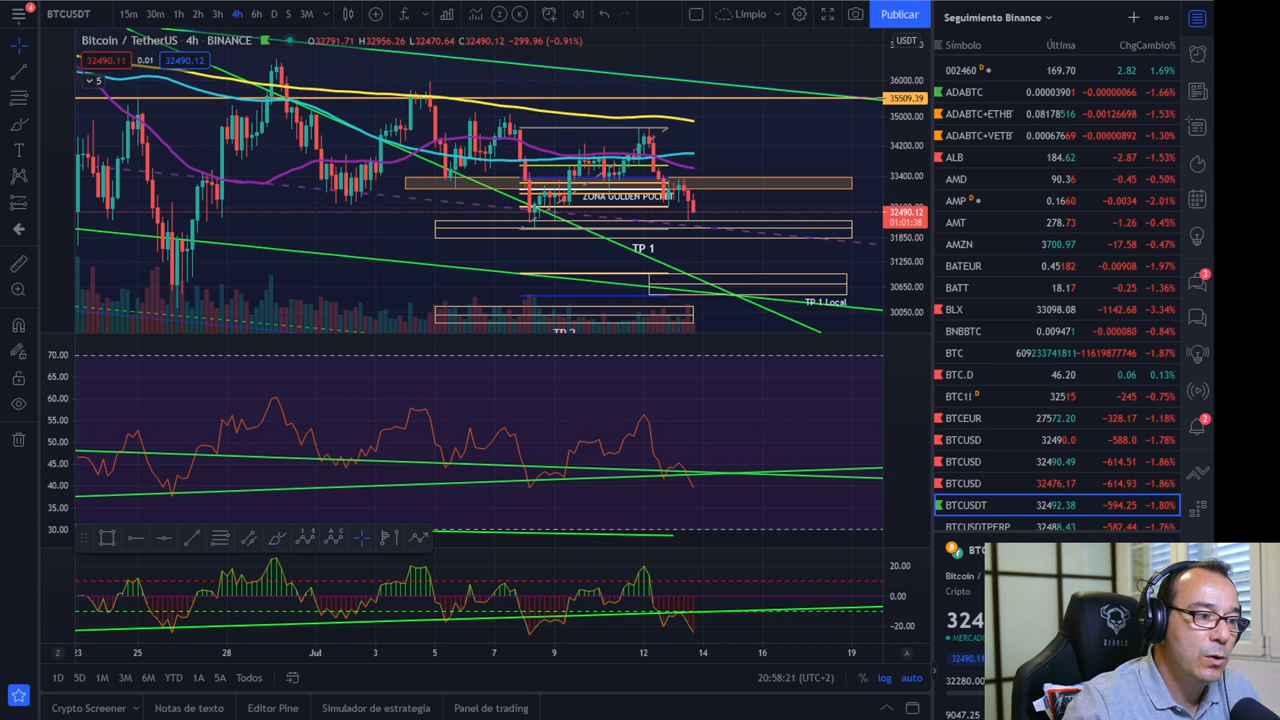 4
BTCUSDT
15m 30m 1h 2h 3h 4h 6h D S 3M
2 K
Límpio
Publicar
Seguimiento Binance
Bitcoin / TetherUS 4h BINANCE O32791.71 H32956.26 L32470.64 C32490.12 −299.96 (−0.91%)
32490.11 0.01 32490.12
5
USDT
36000.00
35509.39
35000.00
34200.00
33400.00
32490.12
01:01:38
31850.00
31250.00
30650.00
30050.00
ZONA GOLDEN POCKET
TP 1
TP 1 Local
TP 2
70.00
65.00
60.00
55.00
50.00
45.00
40.00
35.00
30.00
20.00
0.00
−20.00
23 25 28 Jul 3 5 7 9 12 14 16 19
Z A
1D 5D 1M 3M 6M YTD 1A 5A Todos
20:58:21 (UTC+2) % log auto
Crypto Screener Notas de texto Editor Pine Simulador de estrategia Panel de trading
Símbolo Última Chg Cambio%
002460 D 169.70 2.82 1.69%
ADABTC 0.00003901 −0.00000066 −1.66%
ADABTC+ETHB 0.08178516 −0.00126698 −1.53%
ADABTC+VETB 0.00067669 −0.00000892 −1.30%
ALB 184.62 −2.87 −1.53%
AMD 90.36 −0.45 −0.50%
AMP D 0.1660 −0.0034 −2.01%
AMT 278.73 −1.26 −0.45%
AMZN 3700.97 −17.58 −0.47%
BATEUR 0.45182 −0.00908 −1.97%
BATT 18.17 −0.25 −1.36%
BLX 33098.08 −1142.68 −3.34%
BNBBTC 0.009471 −0.000080 −0.84%
BTC 609233741811 −11619877746 −1.87%
BTC.D 46.20 0.06 0.13%
BTC1! D 32515 −245 −0.75%
BTCEUR 27572.20 −328.17 −1.18%
BTCUSD 32490.0 −588.0 −1.78%
BTCUSD 32490.49 −614.51 −1.86%
BTCUSD 32476.17 −614.93 −1.86%
BTCUSDT 32492.38 −594.25 −1.80%
BTCUSDTPERP 32488.43 −582.44 −1.76%
3
2
Bitcoin /
Cripto
MERCADO
32490.11
32280.00
9047.25
DIABLO